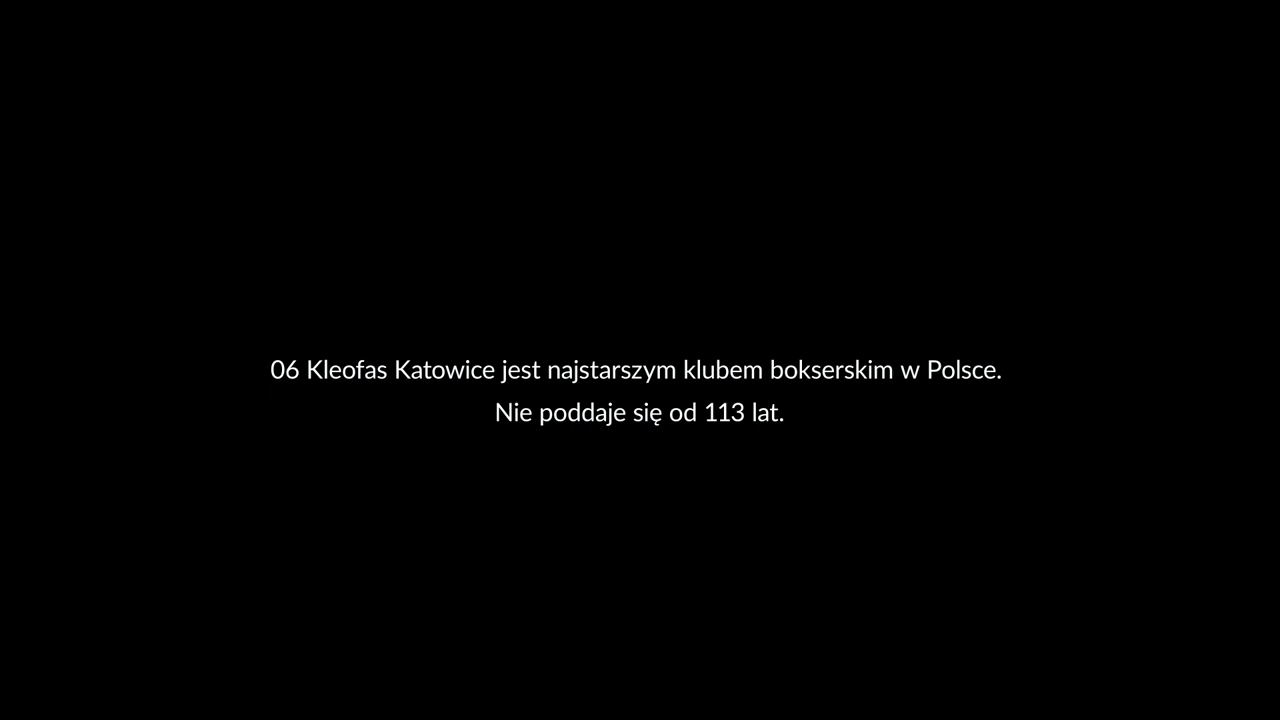 06 Kleofas Katowice jest najstarszym klubem bokserskim w Polsce.
Nie poddaje się od 113 lat.